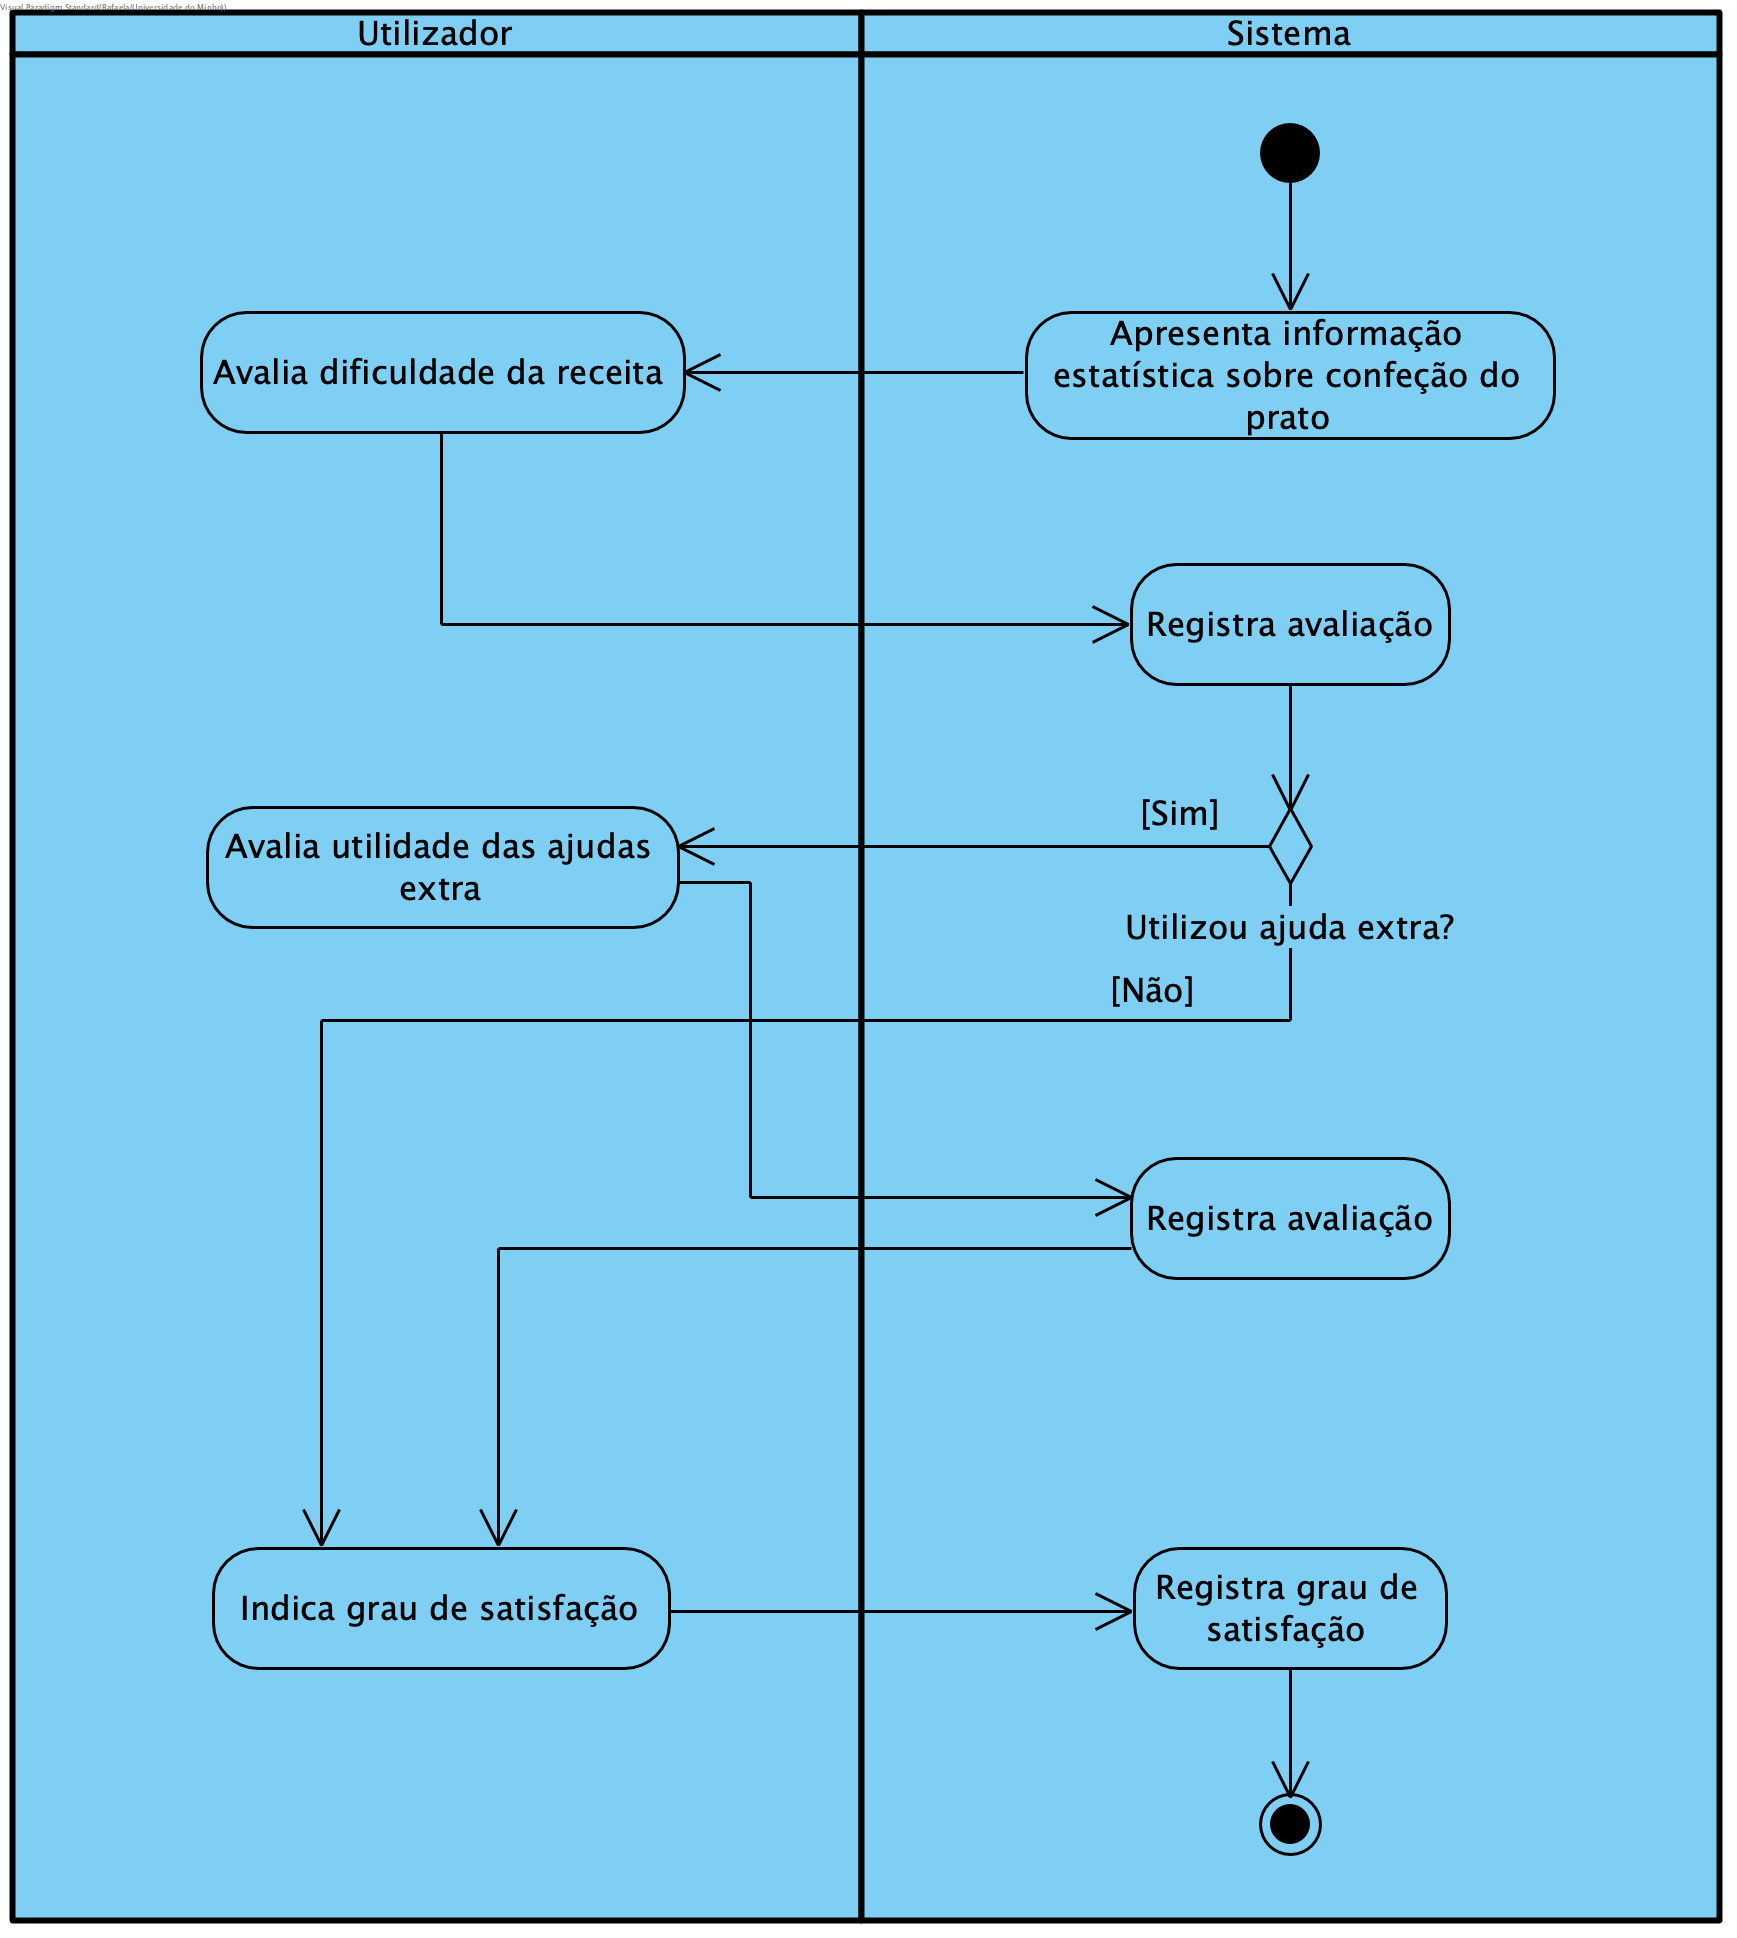 Visual Paradigm Standard(Rafaela(Universidade do Minho))
Utilizador
Sistema
Apresenta informação
estatística sobre confeção do
prato
Avalia dificuldade da receita
Registra avaliação
[Sim]
Avalia utilidade das ajudas
extra
Utilizou ajuda extra?
[Não]
Registra avaliação
Indica grau de satisfação
Registra grau de
satisfação